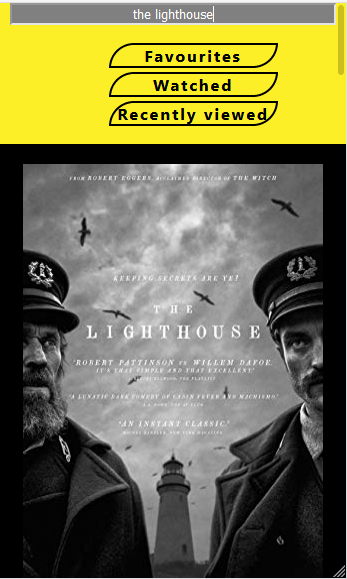 the lighthouse
Favourites
Watched
Recently viewed
FROM ROBERT EGGERS, ACCLAIMED DIRECTOR OF THE WITCH
KEEPING SECRETS ARE YE?
THE
LIGHTHOUSE
"ROBERT PATTINSON VS WILLEM DAFOE.
IT'S THAT SIMPLE AND THAT EXCELLENT."
"A LUNATIC DARK COMEDY OF CABIN FEVER AND MACHISMO."
"AN INSTANT CLASSIC."